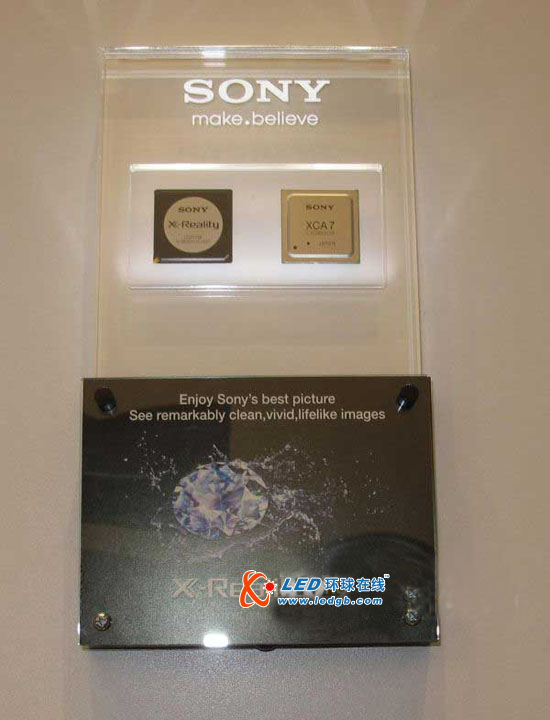 SONY
make.believe
SONY
X-Reality
SONY
XCA7
JAPAN
Enjoy Sony's best picture
See remarkably clean,vivid,lifelike images
X-Reality
LED环球在线
www.ledgb.com